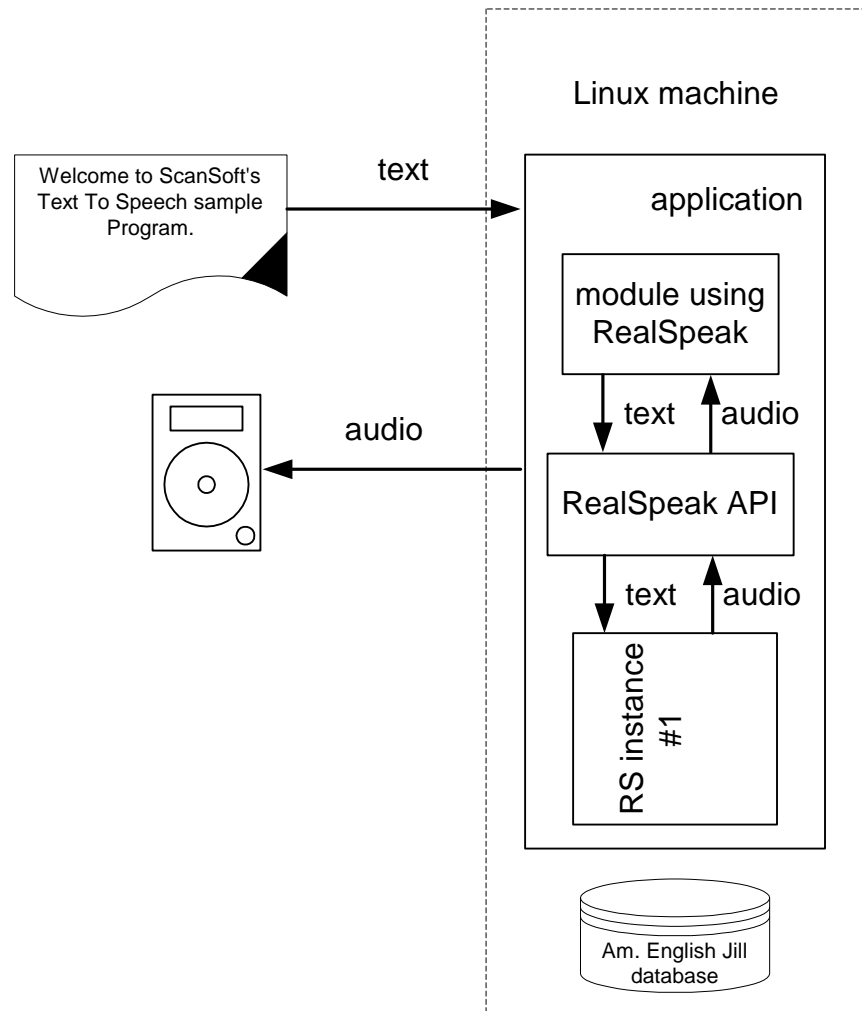 Linux machine
Welcome to ScanSoft's
Text To Speech sample
Program.
text
application
module using
RealSpeak
text
audio
audio
RealSpeak API
text
audio
RS instance
#1
Am. English Jill
database